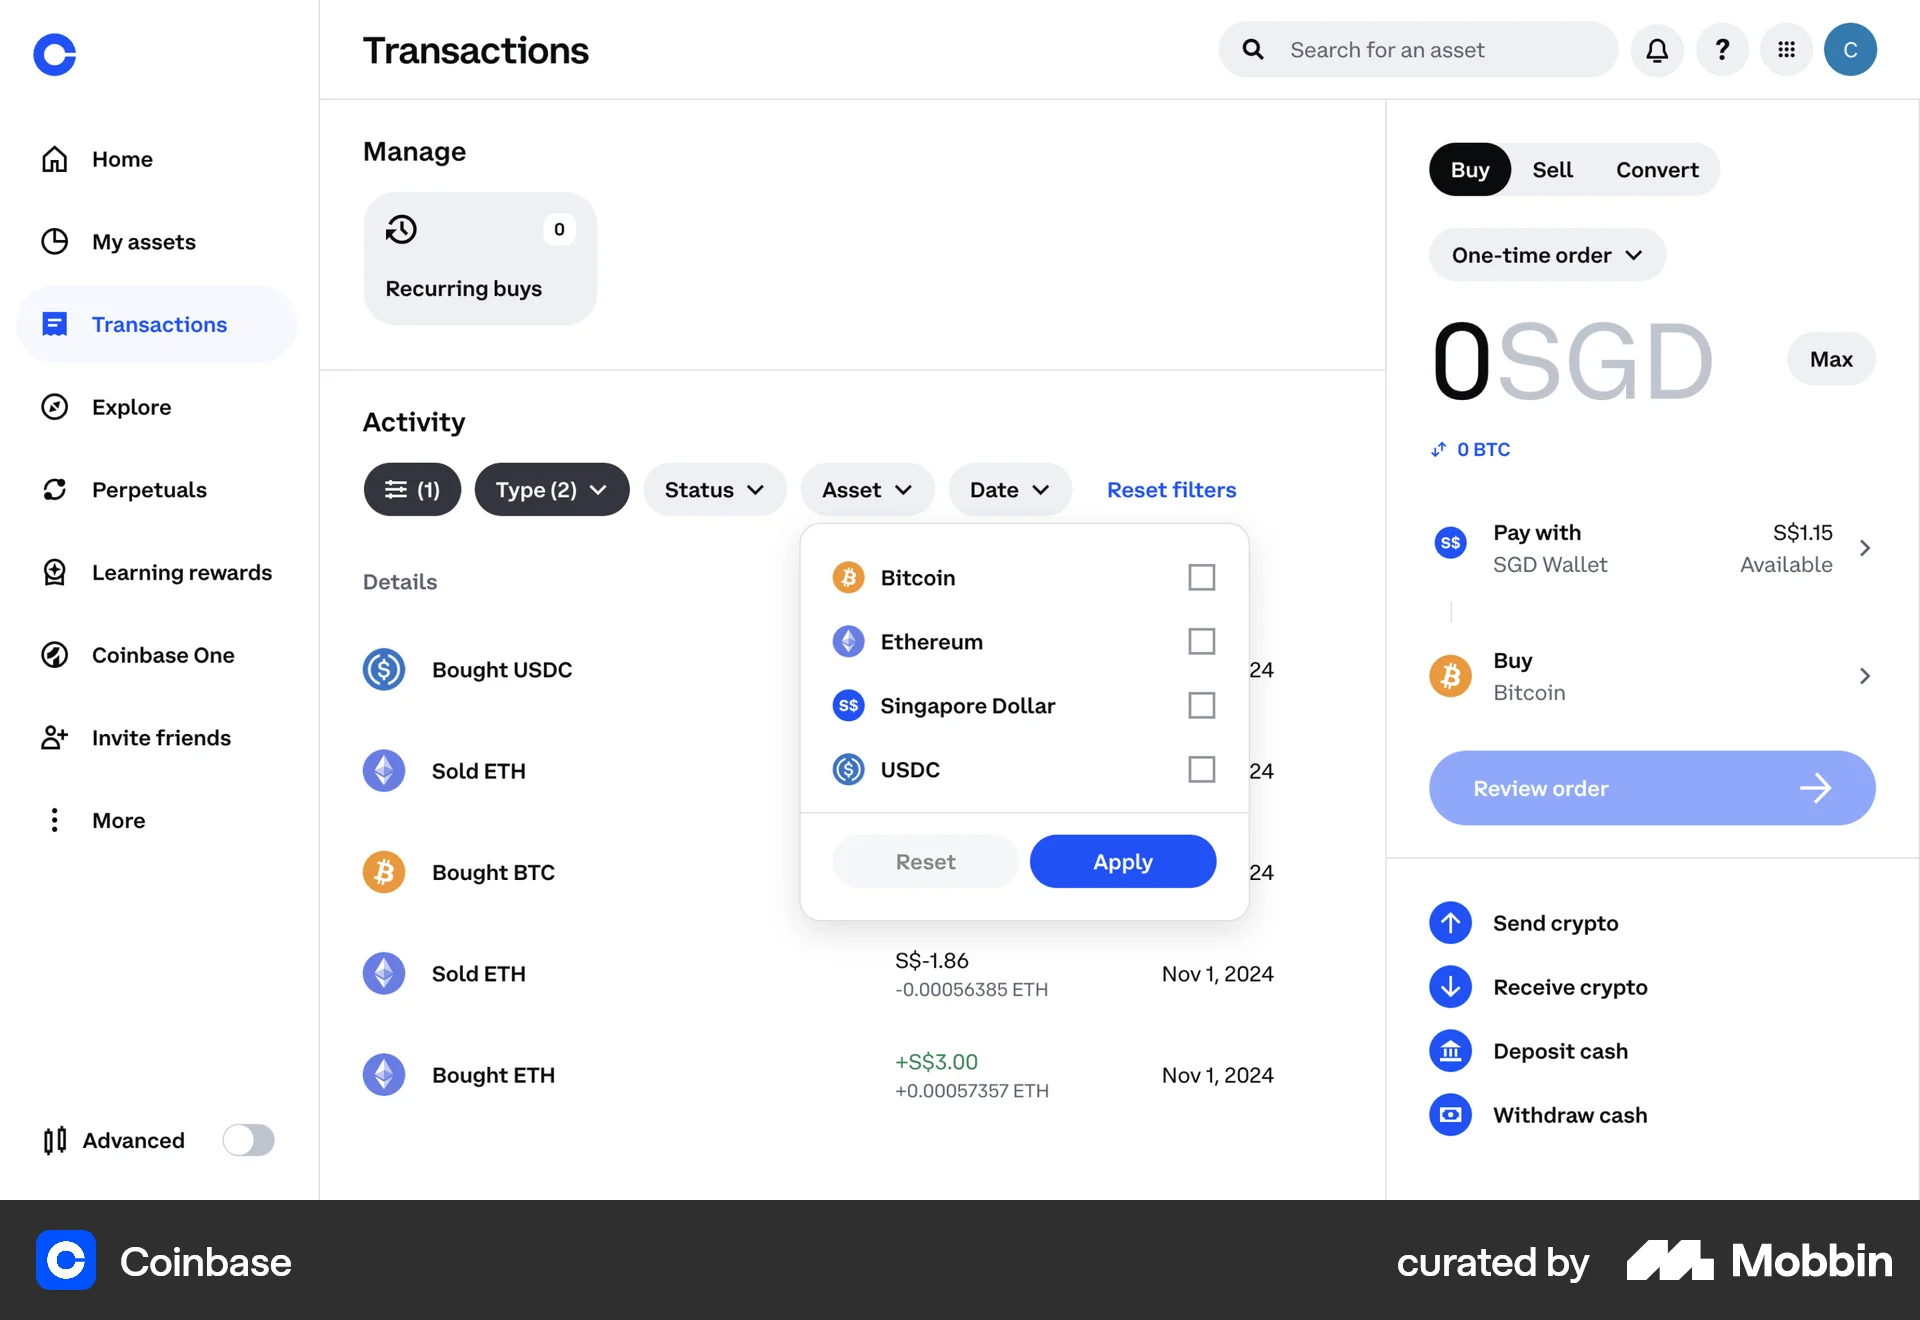 Transactions
Search for an asset
?
C
Home
My assets
Transactions
Explore
Perpetuals
Learning rewards
Coinbase One
Invite friends
More
Advanced
Manage
0
Recurring buys
Activity
(1)
Type (2)
Status
Asset
Date
Reset filters
Details
Bitcoin
Ethereum
S$ Singapore Dollar
USDC
Reset
Apply
Bought USDC
24
Sold ETH
24
Bought BTC
24
Sold ETH
S$-1.86
-0.00056385 ETH
Nov 1, 2024
Bought ETH
+S$3.00
+0.00057357 ETH
Nov 1, 2024
Buy
Sell
Convert
One-time order
0SGD
Max
0 BTC
S$
Pay with
S$1.15
SGD Wallet
Available
Buy
Bitcoin
Review order
Send crypto
Receive crypto
Deposit cash
Withdraw cash
Coinbase
curated by
Mobbin